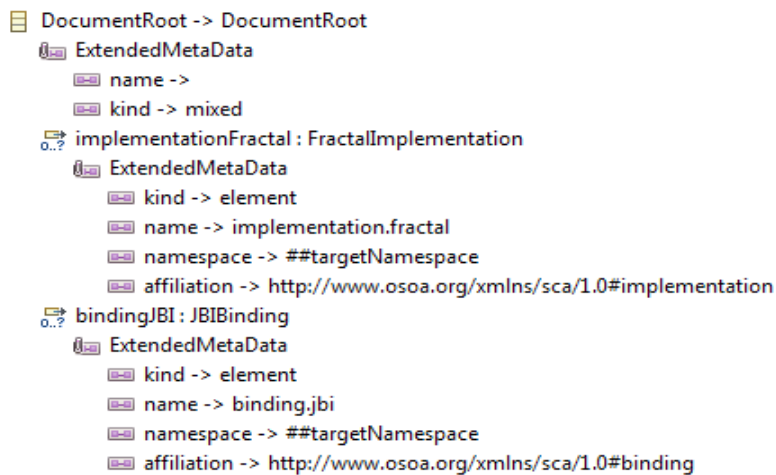 DocumentRoot -> DocumentRoot
ExtendedMetaData
name ->
kind -> mixed
0..? implementationFractal : FractalImplementation
ExtendedMetaData
kind -> element
name -> implementation.fractal
namespace -> ##targetNamespace
affiliation -> http://www.osoa.org/xmlns/sca/1.0#implementation
0..? bindingJBI : JBIBinding
ExtendedMetaData
kind -> element
name -> binding.jbi
namespace -> ##targetNamespace
affiliation -> http://www.osoa.org/xmlns/sca/1.0#binding